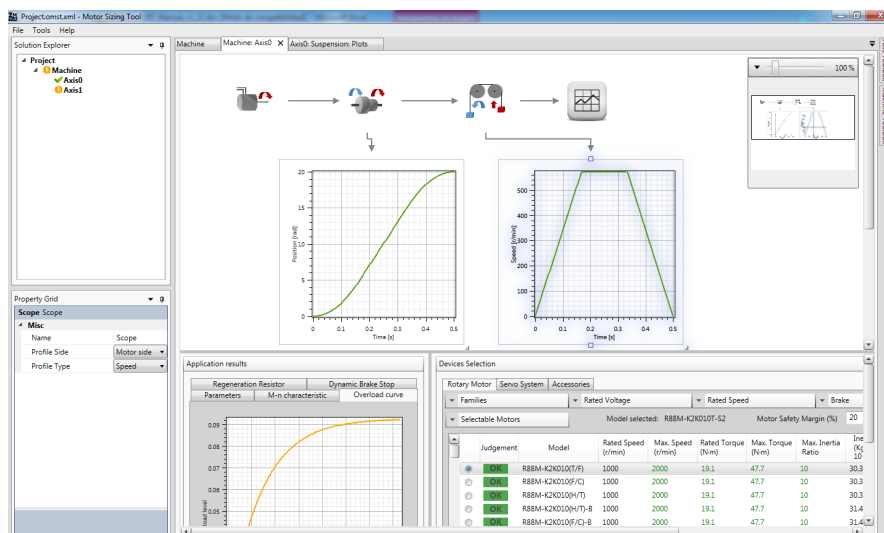 Project.omst.xml - Motor Sizing Tool
File Tools Help
Solution Explorer
Project
Machine
Axis0
Axis1
Machine
Machine: Axis0
Axis0: Suspension: Plots
100 %
Position [rad]
20
15
10
5
0
0 0.1 0.2 0.3 0.4 0.5
Time [s]
Speed [r/min]
500
400
300
200
100
0
0 0.1 0.2 0.3 0.4 0.5
Time [s]
Property Grid
Scope Scope
Misc
Name Scope
Profile Side Motor side
Profile Type Speed
Application results
Regeneration Resistor Dynamic Brake Stop
Parameters M-n characteristic Overload curve
0.09
0.08
0.07
0.06
0.05
load level
Devices Selection
Rotary Motor Servo System Accessories
Families Rated Voltage Rated Speed Brake
Selectable Motors Model selected: R88M-K2K010T-S2 Motor Safety Margin (%) 20
Judgement Model Rated Speed (r/min) Max. Speed (r/min) Rated Torque (N·m) Max. Torque (N·m) Max. Inertia Ratio Ine (Kg 10
OK R88M-K2K010(T/F) 1000 2000 19.1 47.7 10 30.3
OK R88M-K2K010(F/C) 1000 2000 19.1 47.7 10 30.3
OK R88M-K2K010(H/T) 1000 2000 19.1 47.7 10 30.3
OK R88M-K2K010(H/T)-B 1000 2000 19.1 47.7 10 31.4
OK R88M-K2K010(F/C)-B 1000 2000 19.1 47.7 10 31.4